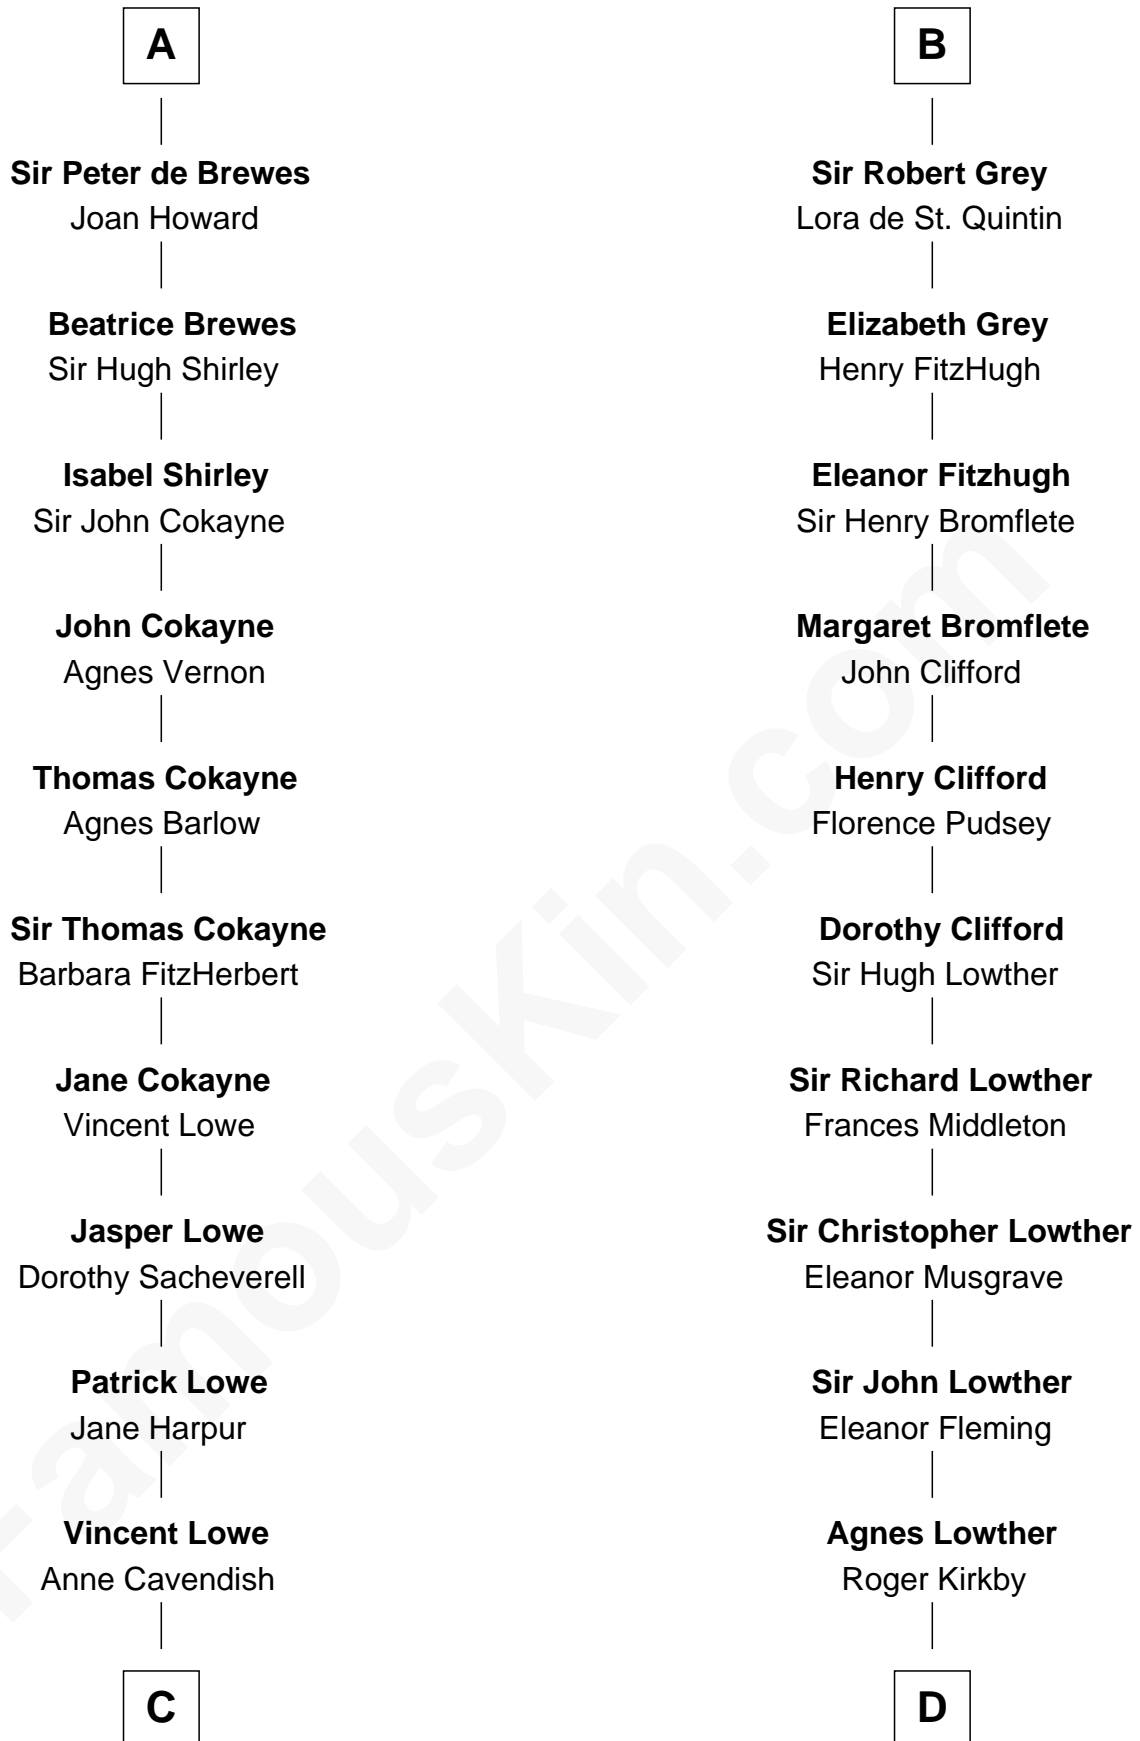 A
Sir Peter de Brewes
Joan Howard
Beatrice Brewes
Sir Hugh Shirley
Isabel Shirley
Sir John Cokayne
John Cokayne
Agnes Vernon
Thomas Cokayne
Agnes Barlow
Sir Thomas Cokayne
Barbara FitzHerbert
Jane Cokayne
Vincent Lowe
Jasper Lowe
Dorothy Sacheverell
Patrick Lowe
Jane Harpur
Vincent Lowe
Anne Cavendish
C
B
Sir Robert Grey
Lora de St. Quintin
Elizabeth Grey
Henry FitzHugh
Eleanor Fitzhugh
Sir Henry Bromflete
Margaret Bromflete
John Clifford
Henry Clifford
Florence Pudsey
Dorothy Clifford
Sir Hugh Lowther
Sir Richard Lowther
Frances Middleton
Sir Christopher Lowther
Eleanor Musgrave
Sir John Lowther
Eleanor Fleming
Agnes Lowther
Roger Kirkby
D
FamousKin.com